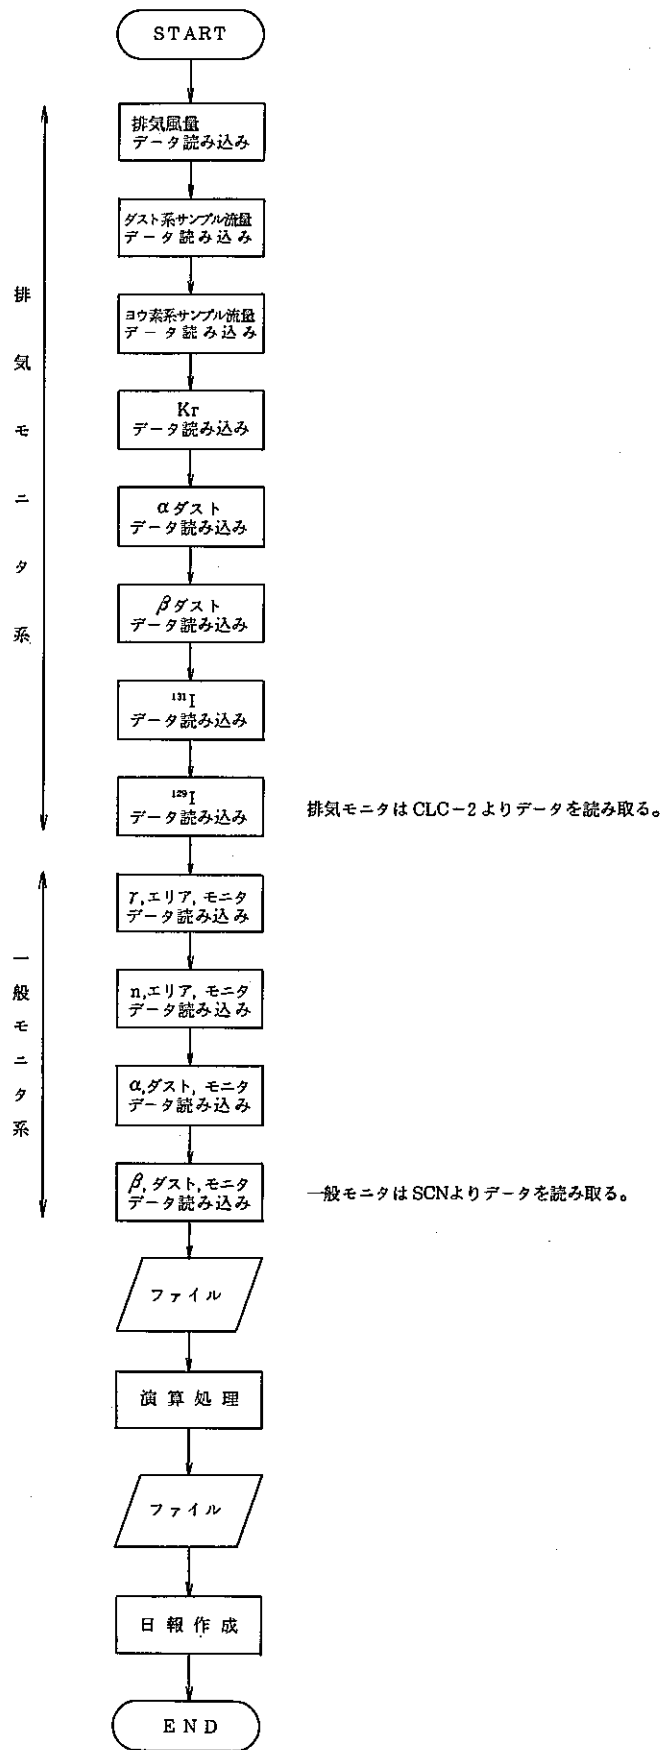 START
排気風量
データ読み込み
ダスト系サンプル流量
データ読み込み
ヨウ素系サンプル流量
データ読み込み
Kr
データ読み込み
αダスト
データ読み込み
βダスト
データ読み込み
¹³¹I
データ読み込み
¹²⁹I
データ読み込み
排気モニタ系
排気モニタはCLC-2よりデータを読み取る。
γ,エリア,モニタ
データ読み込み
n,エリア,モニタ
データ読み込み
α,ダスト,モニタ
データ読み込み
β,ダスト,モニタ
データ読み込み
一般モニタ系
一般モニタはSCNよりデータを読み取る。
ファイル
演算処理
ファイル
日報作成
END